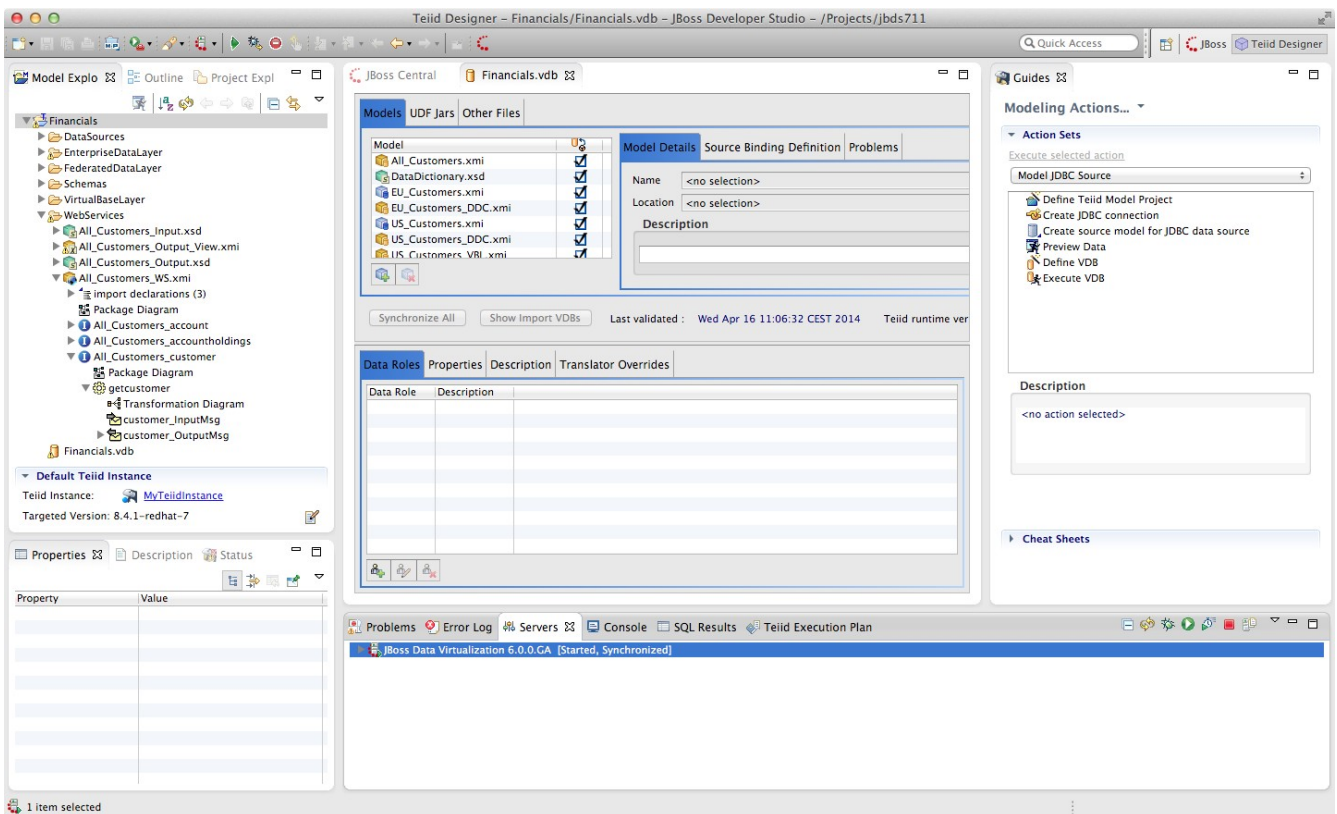 Teiid Designer – Financials/Financials.vdb – JBoss Developer Studio – /Projects/jbds711
Quick Access
JBoss
Teiid Designer
Model Explo
Outline
Project Expl
Financials
DataSources
EnterpriseDataLayer
FederatedDataLayer
Schemas
VirtualBaseLayer
WebServices
All_Customers_Input.xsd
All_Customers_Output_View.xmi
All_Customers_Output.xsd
All_Customers_WS.xmi
import declarations (3)
Package Diagram
All_Customers_account
All_Customers_accountholdings
All_Customers_customer
Package Diagram
getcustomer
Transformation Diagram
customer_InputMsg
customer_OutputMsg
Financials.vdb
Default Teiid Instance
Teiid Instance: MyTeiidInstance
Targeted Version: 8.4.1-redhat-7
Properties
Description
Status
Property Value
1 item selected
JBoss Central
Financials.vdb
Models UDF Jars Other Files
Model
All_Customers.xmi
DataDictionary.xsd
EU_Customers.xmi
EU_Customers_DDC.xmi
US_Customers.xmi
US_Customers_DDC.xmi
US_Customers_VBL.xmi
Model Details Source Binding Definition Problems
Name <no selection>
Location <no selection>
Description
Synchronize All Show Import VDBs Last validated : Wed Apr 16 11:06:32 CEST 2014 Teiid runtime ver
Data Roles Properties Description Translator Overrides
Data Role Description
Problems Error Log Servers Console SQL Results Teiid Execution Plan
JBoss Data Virtualization 6.0.0.GA [Started, Synchronized]
Guides
Modeling Actions...
Action Sets
Execute selected action
Model JDBC Source
Define Teiid Model Project
Create JDBC connection
Create source model for JDBC data source
Preview Data
Define VDB
Execute VDB
Description
<no action selected>
Cheat Sheets